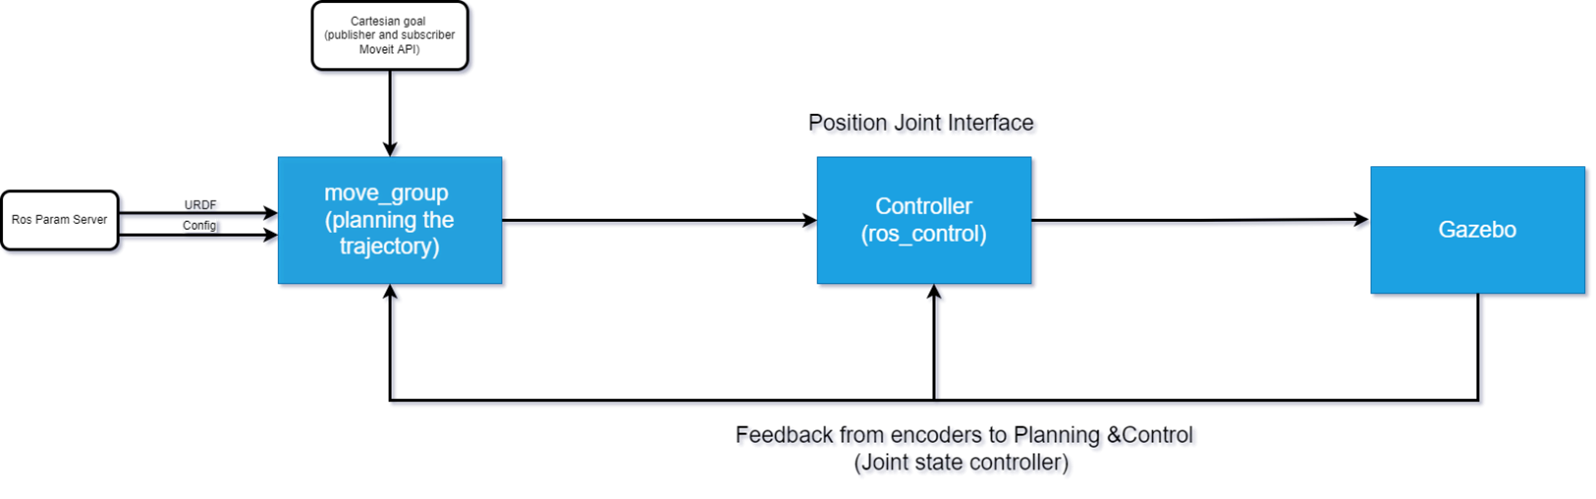 Cartesian goal
(publisher and subscriber
Moveit API)
Position Joint Interface
Ros Param Server
URDF
Config
move_group
(planning the
trajectory)
Controller
(ros_control)
Gazebo
Feedback from encoders to Planning &Control
(Joint state controller)